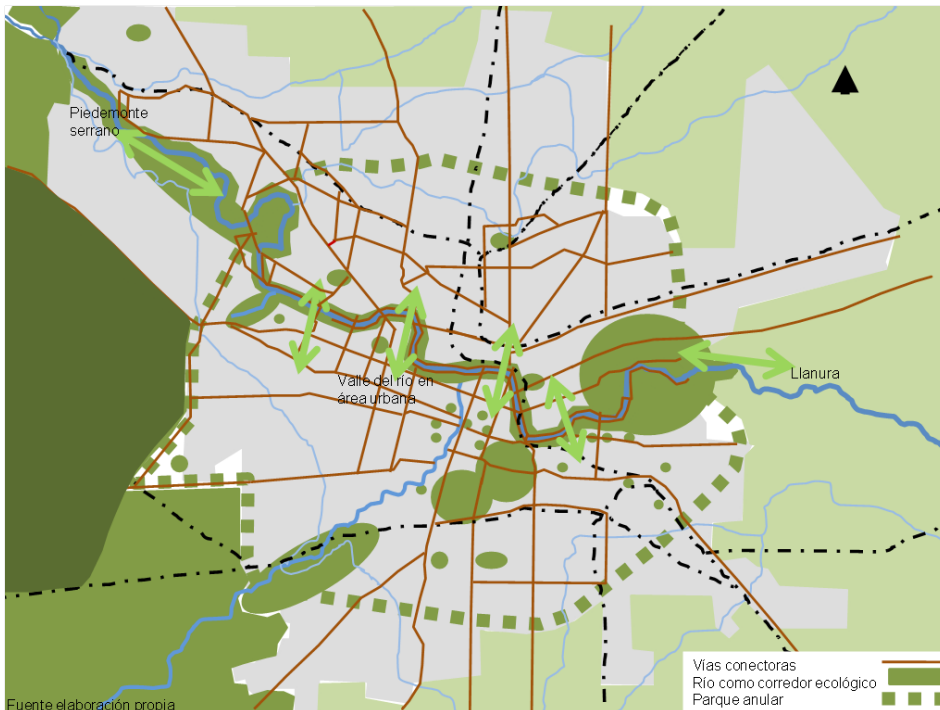 Piedemonte
serrano
Valle del río en
área urbana
Llanura
Vías conectoras
Río como corredor ecológico
Parque anular
Fuente elaboración propia